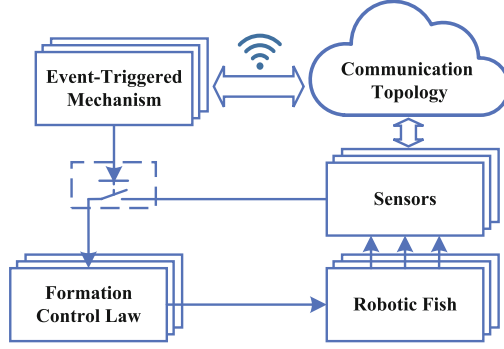 Event-Triggered
Mechanism
Communication
Topology
Sensors
Formation
Control Law
Robotic Fish